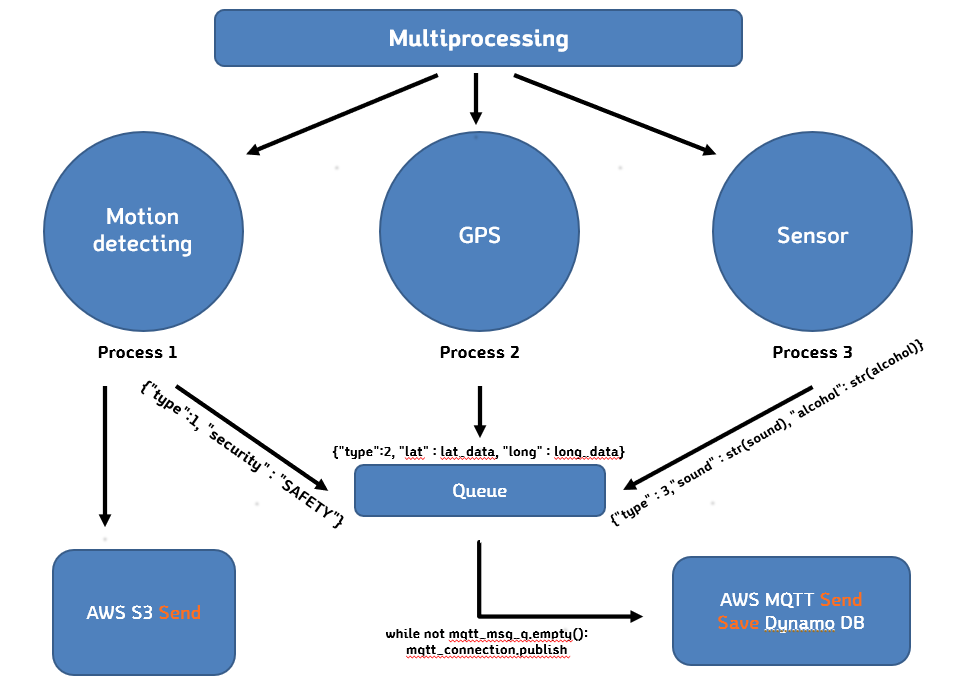 Multiprocessing
Motion
detecting
GPS
Sensor
Process 1
Process 2
Process 3
{"type":1, "security" : "SAFETY"}
{"type":2, "lat" : lat_data, "long" : long_data}
{"type" : 3,"sound" : str(sound), "alcohol": str(alcohol)}
Queue
AWS S3 Send
AWS MQTT Send
Save Dynamo DB
while not mqtt_msg_q.empty():
mqtt_connection.publish